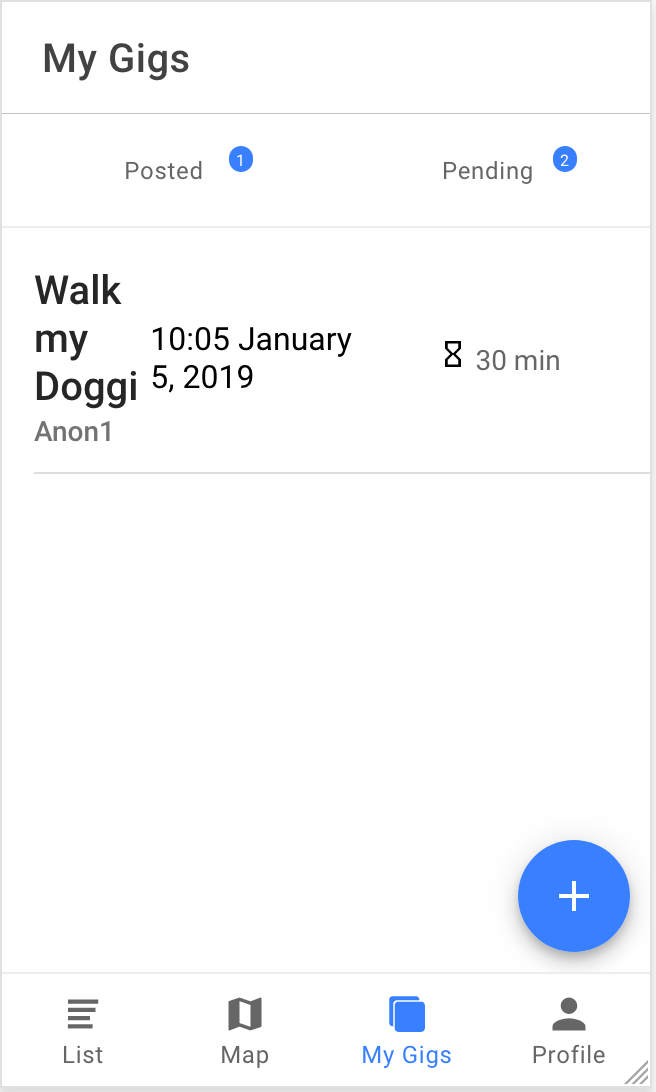 My Gigs
Posted 1 Pending 2
Walk
my
Doggi
Anon1
10:05 January
5, 2019
30 min
List Map My Gigs Profile